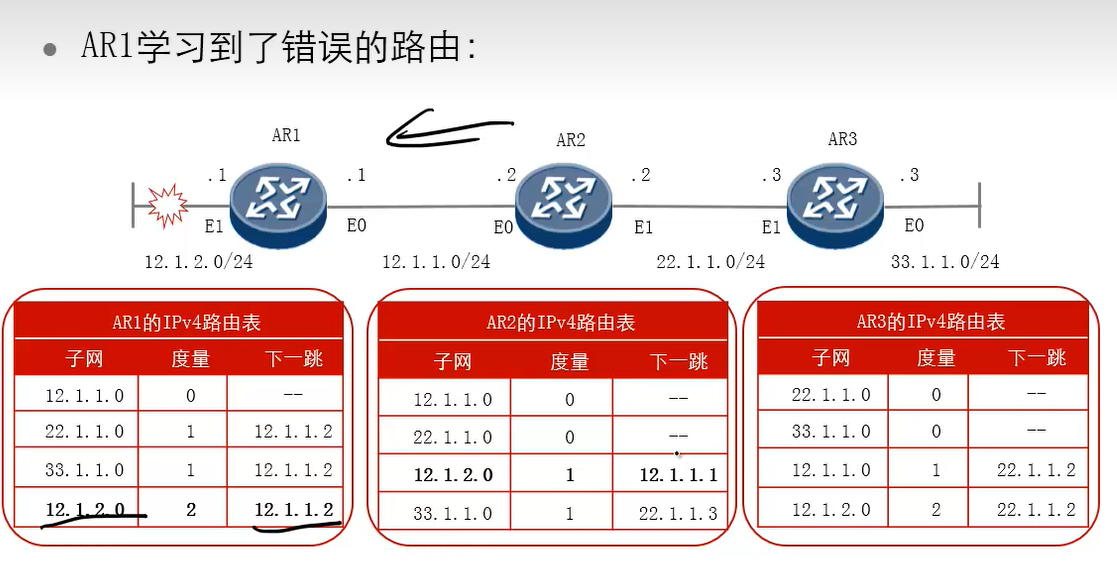 AR1学习到了错误的路由:
AR1 AR2 AR3
.1 .1 .2 .2 .3 .3
E1 E0 E0 E1 E1 E0
12.1.2.0/24 12.1.1.0/24 22.1.1.0/24 33.1.1.0/24
AR1的IPv4路由表
子网 度量 下一跳
12.1.1.0 0 --
22.1.1.0 1 12.1.1.2
33.1.1.0 1 12.1.1.2
12.1.2.0 2 12.1.1.2
AR2的IPv4路由表
子网 度量 下一跳
12.1.1.0 0 --
22.1.1.0 0 --
12.1.2.0 1 12.1.1.1
33.1.1.0 1 22.1.1.3
AR3的IPv4路由表
子网 度量 下一跳
22.1.1.0 0 --
33.1.1.0 0 --
12.1.1.0 1 22.1.1.2
12.1.2.0 2 22.1.1.2